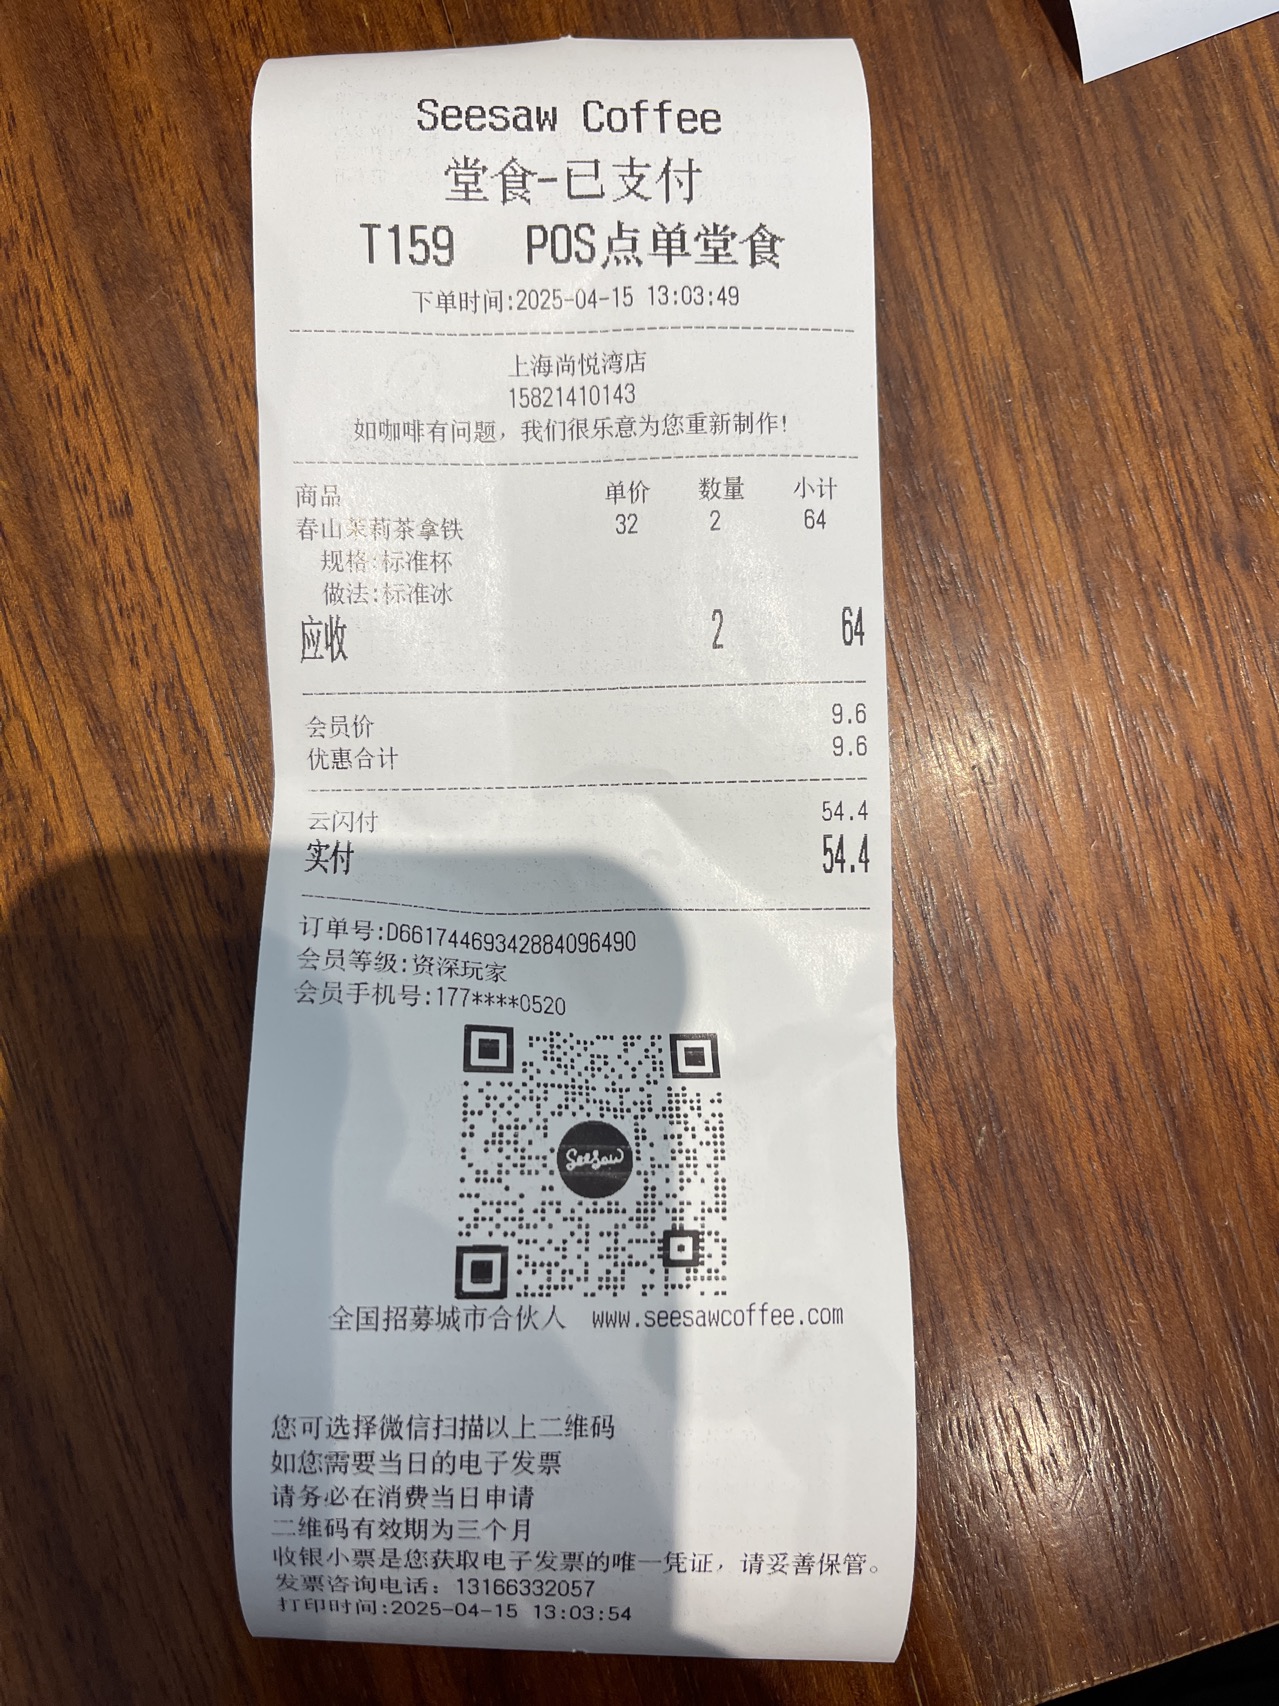 Seesaw Coffee
堂食-已支付
T159 POS点单堂食
下单时间:2025-04-15 13:03:49
上海尚悦湾店
15821410143
如咖啡有问题，我们很乐意为您重新制作!
商品 单价 数量 小计
春山茉莉茶拿铁 32 2 64
规格:标准杯
做法:标准冰
应收 2 64
会员价 9.6
优惠合计 9.6
云闪付 54.4
实付 54.4
订单号:D66174469342884096490
会员等级:资深玩家
会员手机号:177****0520
SeeSaw
全国招募城市合伙人 www.seesawcoffee.com
您可选择微信扫描以上二维码
如您需要当日的电子发票
请务必在消费当日申请
二维码有效期为三个月
收银小票是您获取电子发票的唯一凭证，请妥善保管。
发票咨询电话：13166332057
打印时间:2025-04-15 13:03:54